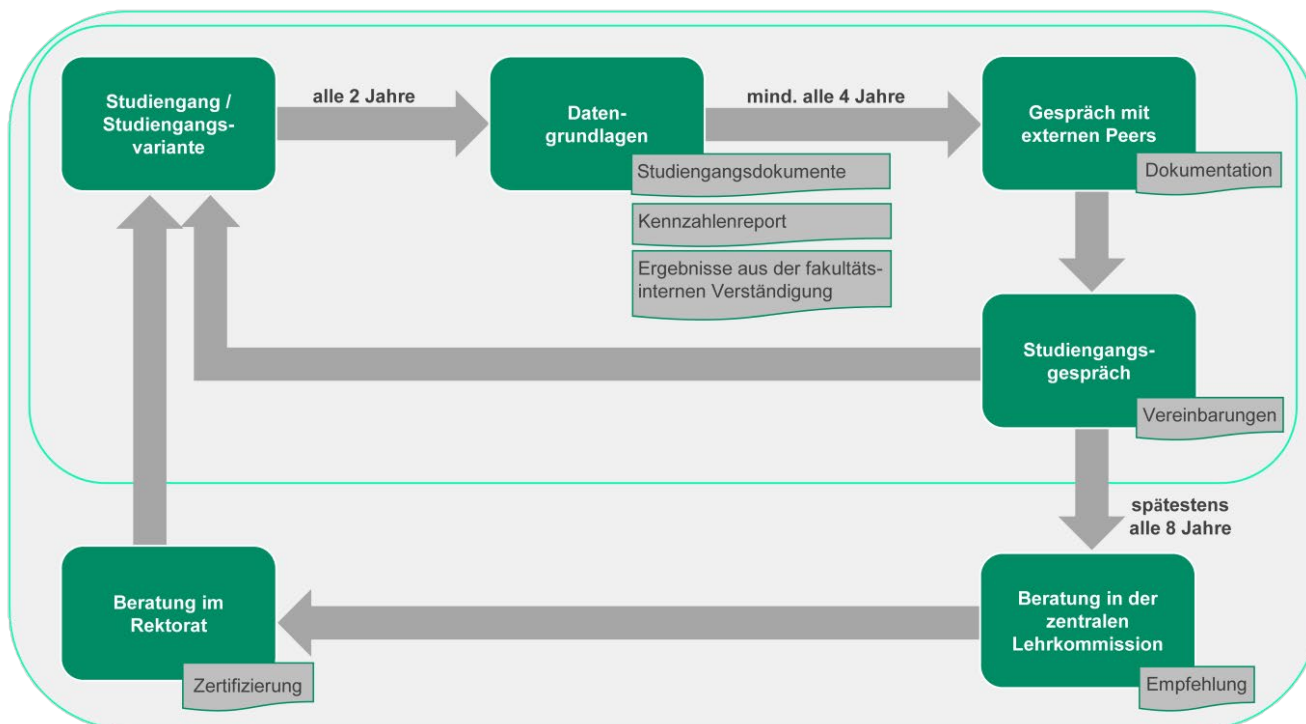 Studiengang /
Studiengangs-
variante
alle 2 Jahre
Daten-
grundlagen
Studiengangsdokumente
Kennzahlenreport
Ergebnisse aus der fakultäts-
internen Verständigung
mind. alle 4 Jahre
Gespräch mit
externen Peers
Dokumentation
Studiengangs-
gespräch
Vereinbarungen
spätestens
alle 8 Jahre
Beratung in der
zentralen
Lehrkommission
Empfehlung
Beratung im
Rektorat
Zertifizierung